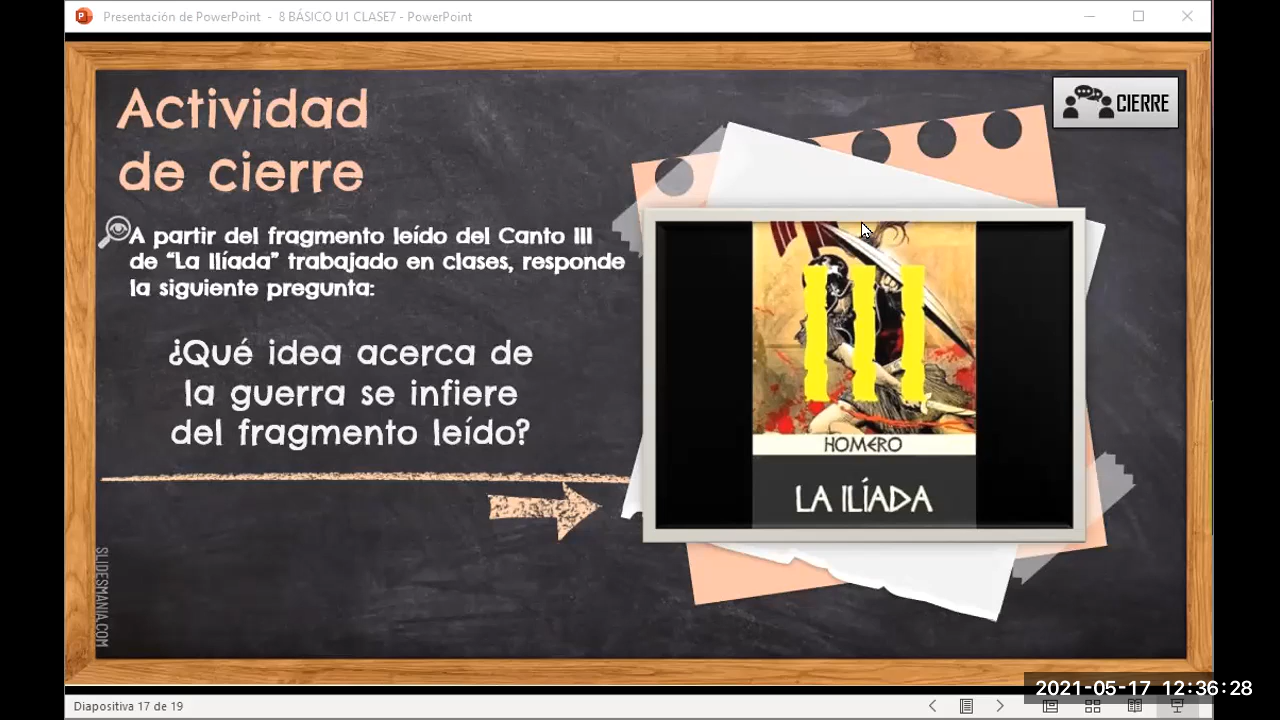 Presentación de PowerPoint - 8 BÁSICO U1 CLASE7 - PowerPoint
Actividad
de cierre
CIERRE
A partir del fragmento leído del Canto III
de “La Ilíada” trabajado en clases, responde
la siguiente pregunta:
¿Qué idea acerca de
la guerra se infiere
del fragmento leído?
III
HOMERO
LA ILÍADA
SLIDESMANIA.COM
2021-05-17 12:36:28
Diapositiva 17 de 19